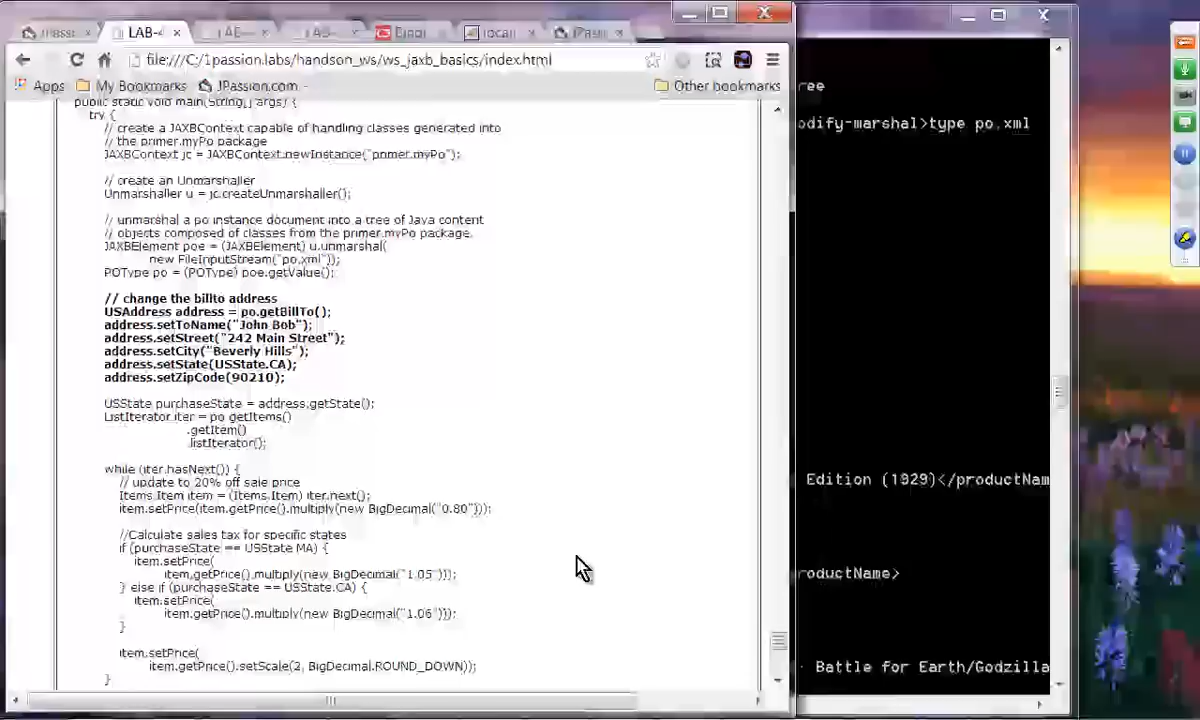 LAB-
file:///C:/1passion.labs/handson_ws/ws_jaxb_basics/index.html
Apps My Bookmarks JPassion.com Other bookmarks
public static void main(String[] args) {
try {
// create a JAXBContext capable of handling classes generated into
// the primer.myPo package
JAXBContext jc = JAXBContext.newInstance("primer.myPo");
// create an Unmarshaller
Unmarshaller u = jc.createUnmarshaller();
// unmarshal a po instance document into a tree of Java content
// objects composed of classes from the primer.myPo package.
JAXBElement poe = (JAXBElement) u.unmarshal(
new FileInputStream("po.xml"));
POType po = (POType) poe.getValue();
// change the billto address
USAddress address = po.getBillTo();
address.setToName("John Bob");
address.setStreet("242 Main Street");
address.setCity("Beverly Hills");
address.setState(USState.CA);
address.setZipCode(90210);
USState purchaseState = address.getState();
ListIterator iter = po.getItems()
.getItem()
.listIterator();
while (iter.hasNext()) {
// update to 20% off sale price
Items.Item item = (Items.Item) iter.next();
item.setPrice(item.getPrice().multiply(new BigDecimal("0.80")));
//Calculate sales tax for specific states
if (purchaseState == USState.MA) {
item.setPrice(
item.getPrice().multiply(new BigDecimal("1.05")));
} else if (purchaseState == USState.CA) {
item.setPrice(
item.getPrice().multiply(new BigDecimal("1.06")));
}
item.setPrice(
item.getPrice().setScale(2, BigDecimal.ROUND_DOWN));
}
ree
odify-marshal>type po.xml
Edition (1929)</productNam
roductName>
Battle for Earth/Godzilla